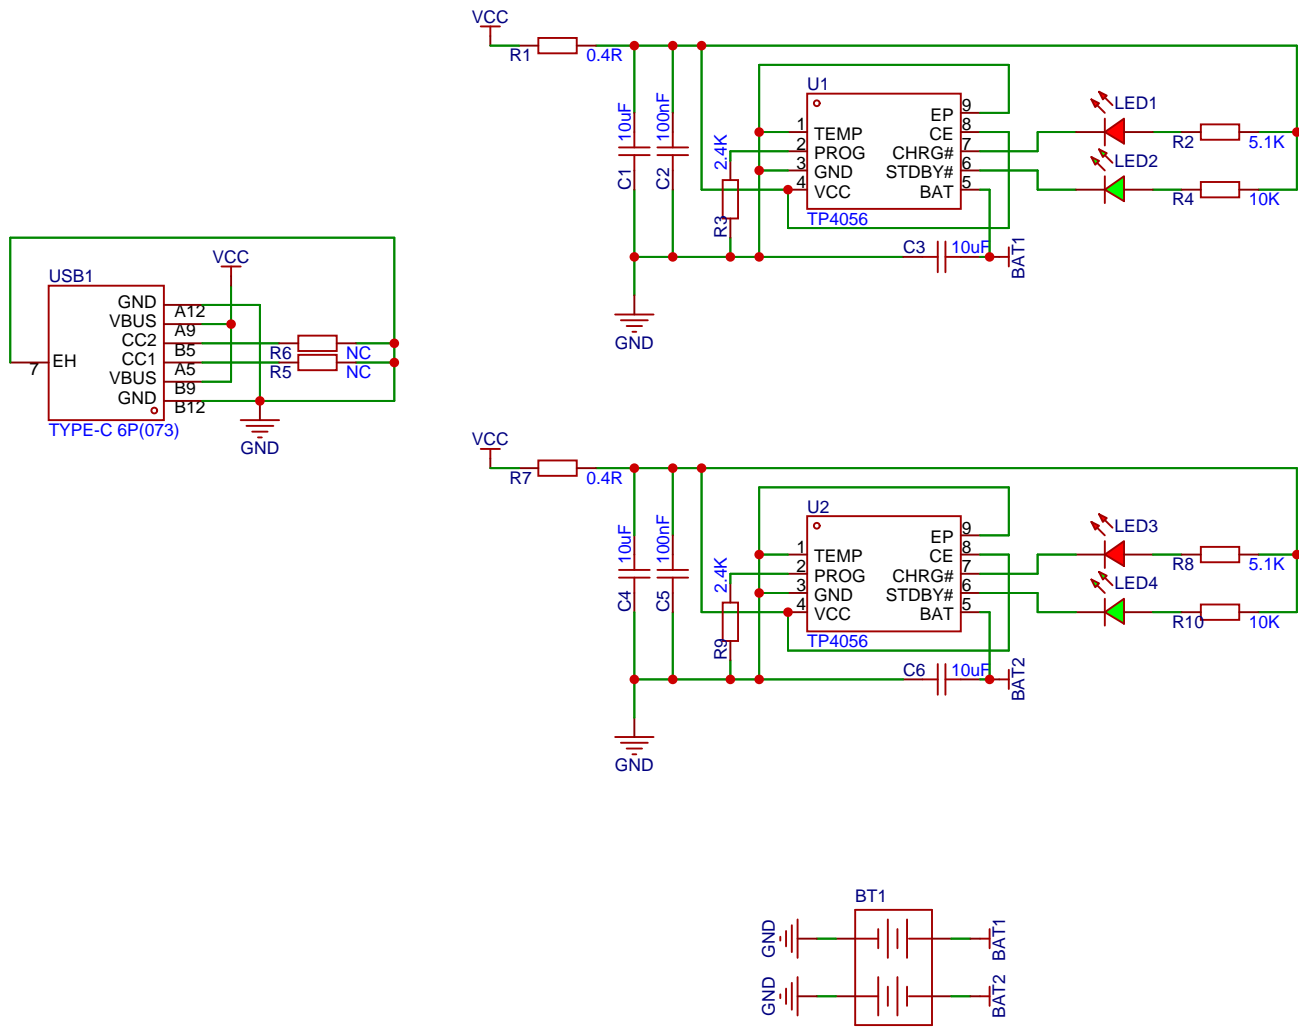 VCC
R1
0.4R
10uF
C1
100nF
C2
2.4K
R3
U1
1
2
3
4
TEMP
PROG
GND
VCC
EP
CE
CHRG#
STDBY#
BAT
9
8
7
6
5
TP4056
LED1
R2
5.1K
LED2
R4
10K
C3
10uF
BAT1
GND
USB1
VCC
7
EH
GND
VBUS
CC2
CC1
VBUS
GND
A12
A9
B5
A5
B9
B12
R6
NC
R5
NC
TYPE-C 6P(073)
GND
VCC
R7
0.4R
10uF
C4
100nF
C5
2.4K
R9
U2
1
2
3
4
TEMP
PROG
GND
VCC
EP
CE
CHRG#
STDBY#
BAT
9
8
7
6
5
TP4056
LED3
R8
5.1K
LED4
R10
10K
C6
10uF
BAT2
GND
BT1
GND
BAT1
GND
BAT2